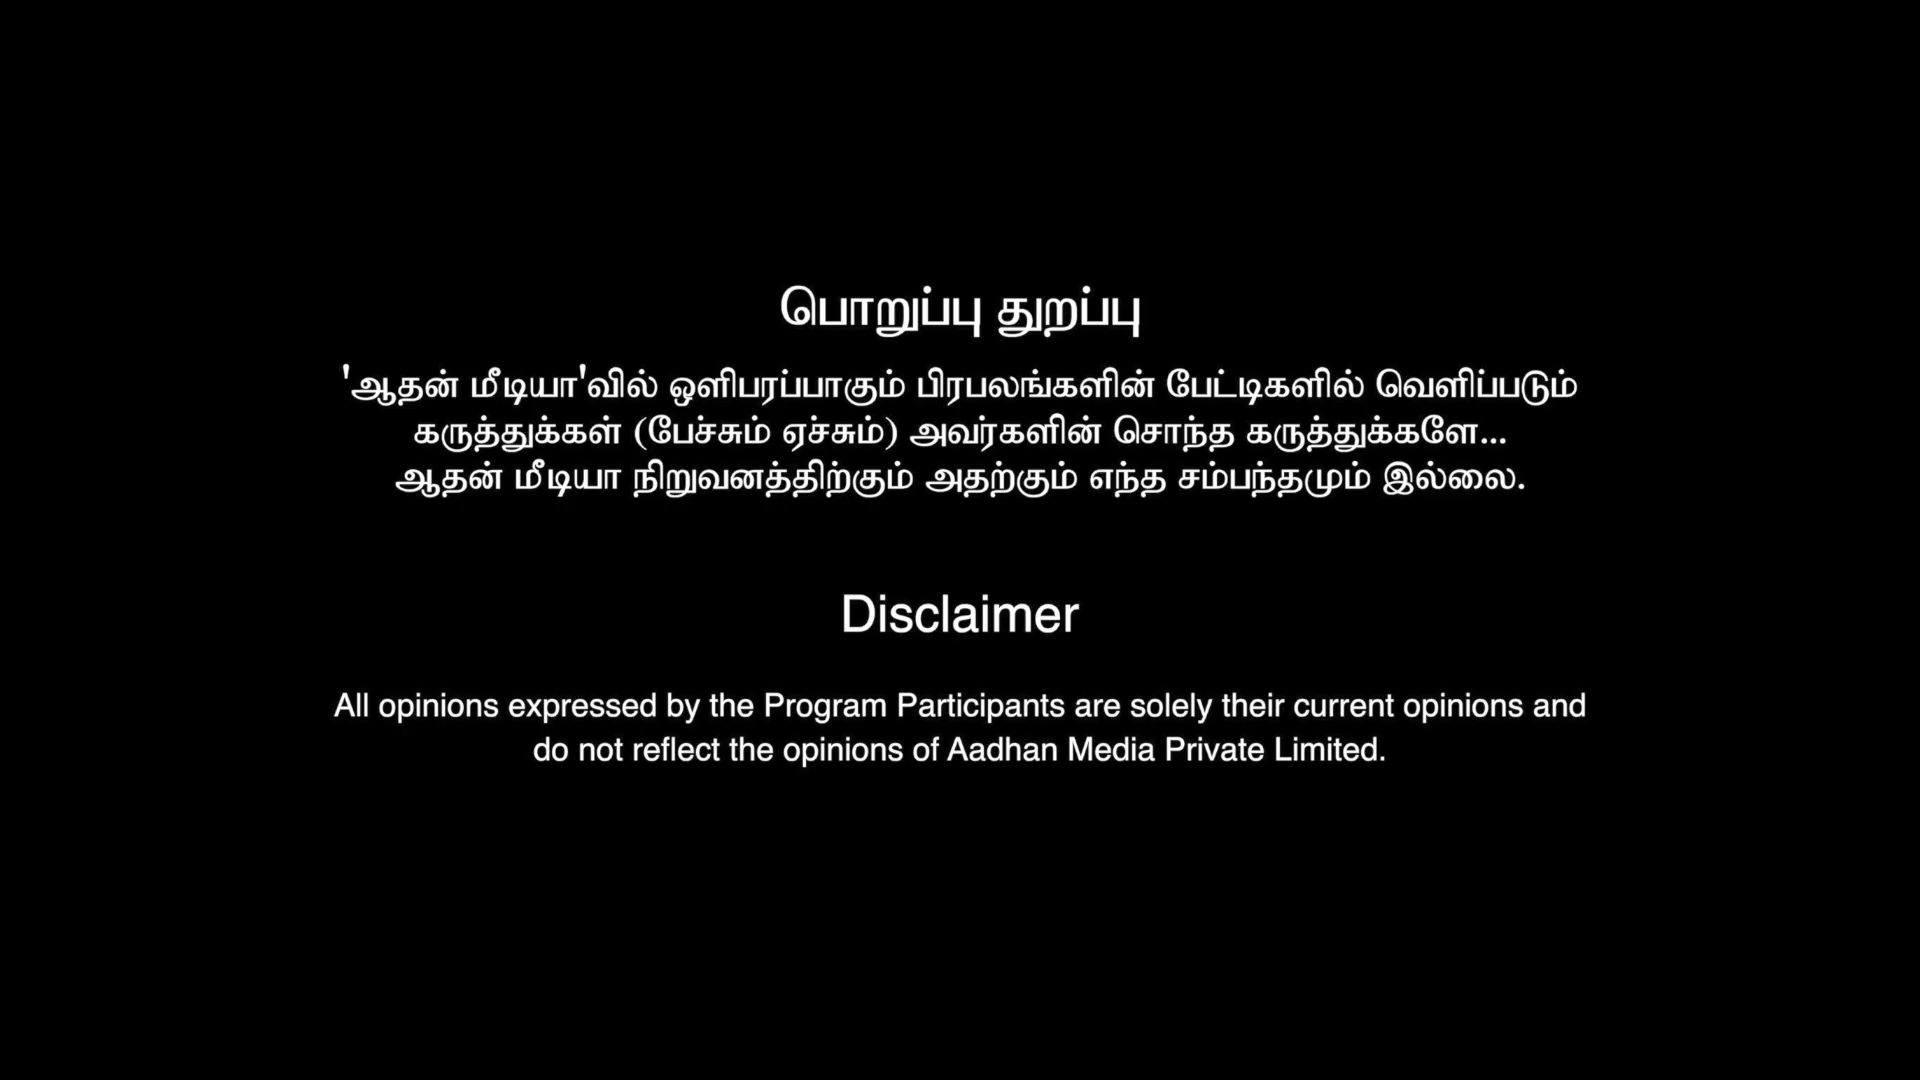 பொறுப்பு துறப்பு
'ஆதன் மீடியா'வில் ஒளிபரப்பாகும் பிரபலங்களின் பேட்டிகளில் வெளிப்படும்
கருத்துக்கள் (பேச்சும் ஏச்சும்) அவர்களின் சொந்த கருத்துக்களே...
ஆதன் மீடியா நிறுவனத்திற்கும் அதற்கும் எந்த சம்பந்தமும் இல்லை.
Disclaimer
All opinions expressed by the Program Participants are solely their current opinions and
do not reflect the opinions of Aadhan Media Private Limited.